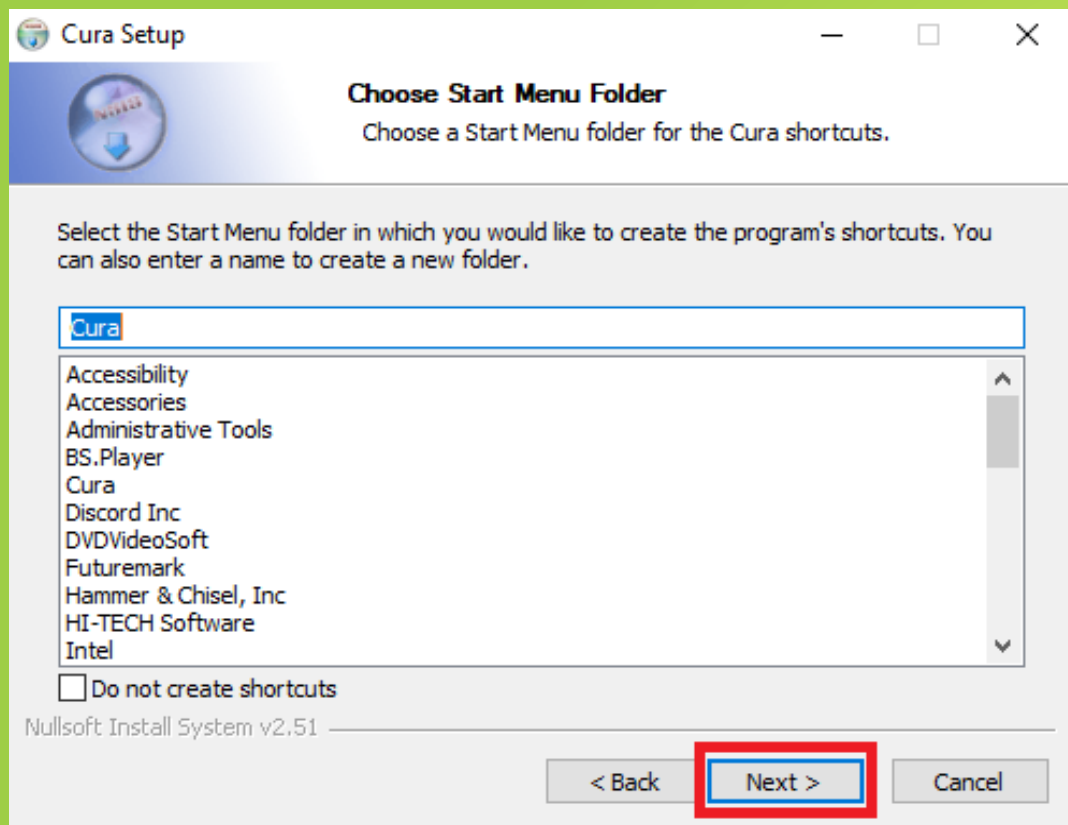 Cura Setup
Choose Start Menu Folder
Choose a Start Menu folder for the Cura shortcuts.
Select the Start Menu folder in which you would like to create the program's shortcuts. You
can also enter a name to create a new folder.
Cura
Accessibility
Accessories
Administrative Tools
BS.Player
Cura
Discord Inc
DVDVideoSoft
Futuremark
Hammer & Chisel, Inc
HI-TECH Software
Intel
Do not create shortcuts
Nullsoft Install System v2.51
< Back Next > Cancel